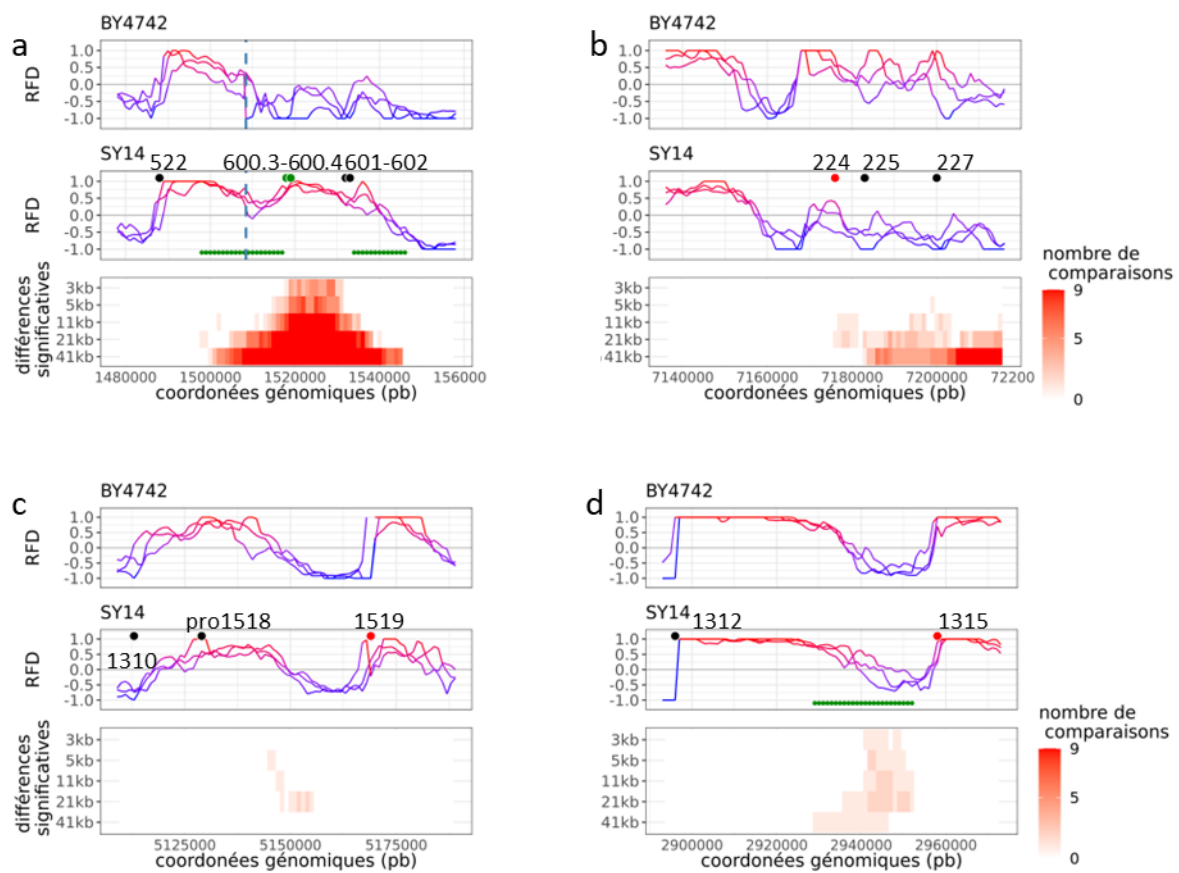 a
BY4742
RFD
1.0
0.5
0.0
-0.5
-1.0
SY14
522
600.3-600.4
601-602
RFD
1.0
0.5
0.0
-0.5
-1.0
différences
significatives
3kb
5kb
11kb
21kb
41kb
1480000 1500000 1520000 1540000 156000
coordonées génomiques (pb)
b
BY4742
1.0
0.5
0.0
-0.5
-1.0
SY14
224
225
227
1.0
0.5
0.0
-0.5
-1.0
3kb
5kb
11kb
21kb
41kb
7140000 7160000 7180000 7200000 72200
coordonées génomiques (pb)
nombre de
comparaisons
9
5
0
c
BY4742
RFD
1.0
0.5
0.0
-0.5
-1.0
SY14
1310
pro1518
1519
RFD
1.0
0.5
0.0
-0.5
-1.0
différences
significatives
3kb
5kb
11kb
21kb
41kb
5125000 5150000 5175000
coordonées génomiques (pb)
d
BY4742
1.0
0.5
0.0
-0.5
-1.0
SY14
1312
1315
1.0
0.5
0.0
-0.5
-1.0
3kb
5kb
11kb
21kb
41kb
2900000 2920000 2940000 2960000
coordonées génomiques (pb)
nombre de
comparaisons
9
5
0